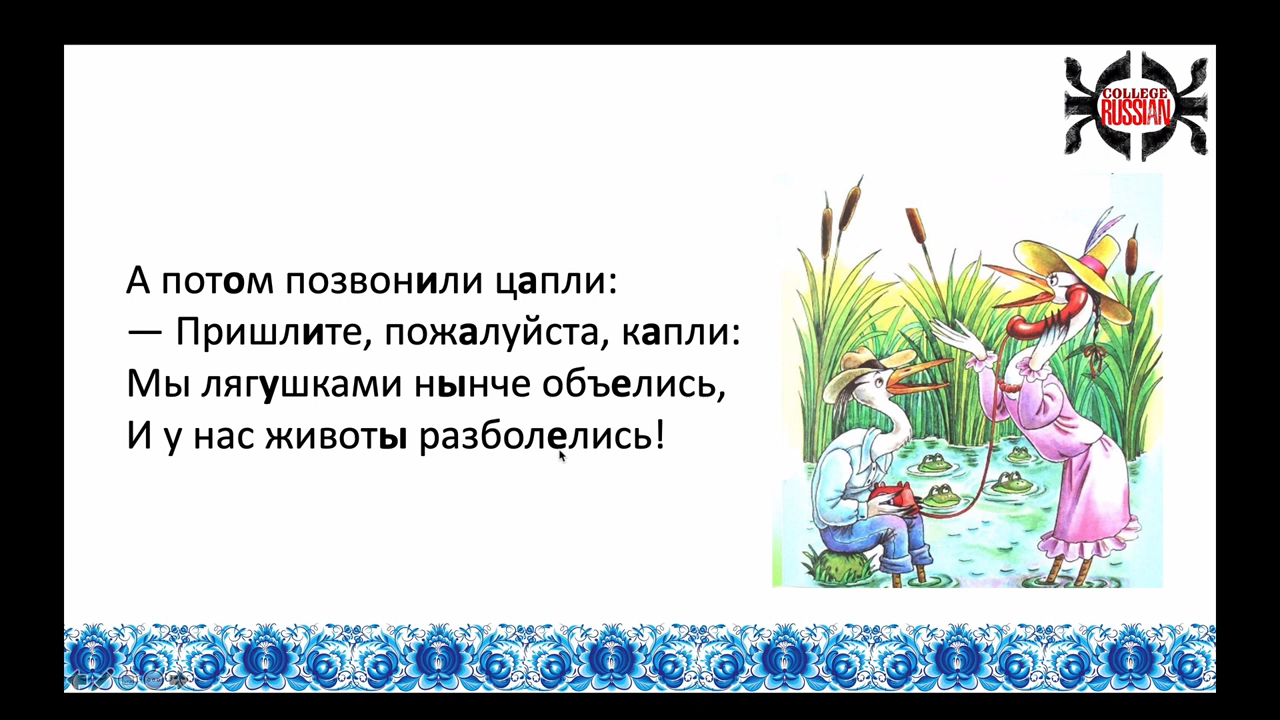 COLLEGE
RUSSIAN
А потом позвонили цапли:
— Пришлите, пожалуйста, капли:
Мы лягушками нынче объелись,
И у нас животы разболелись!